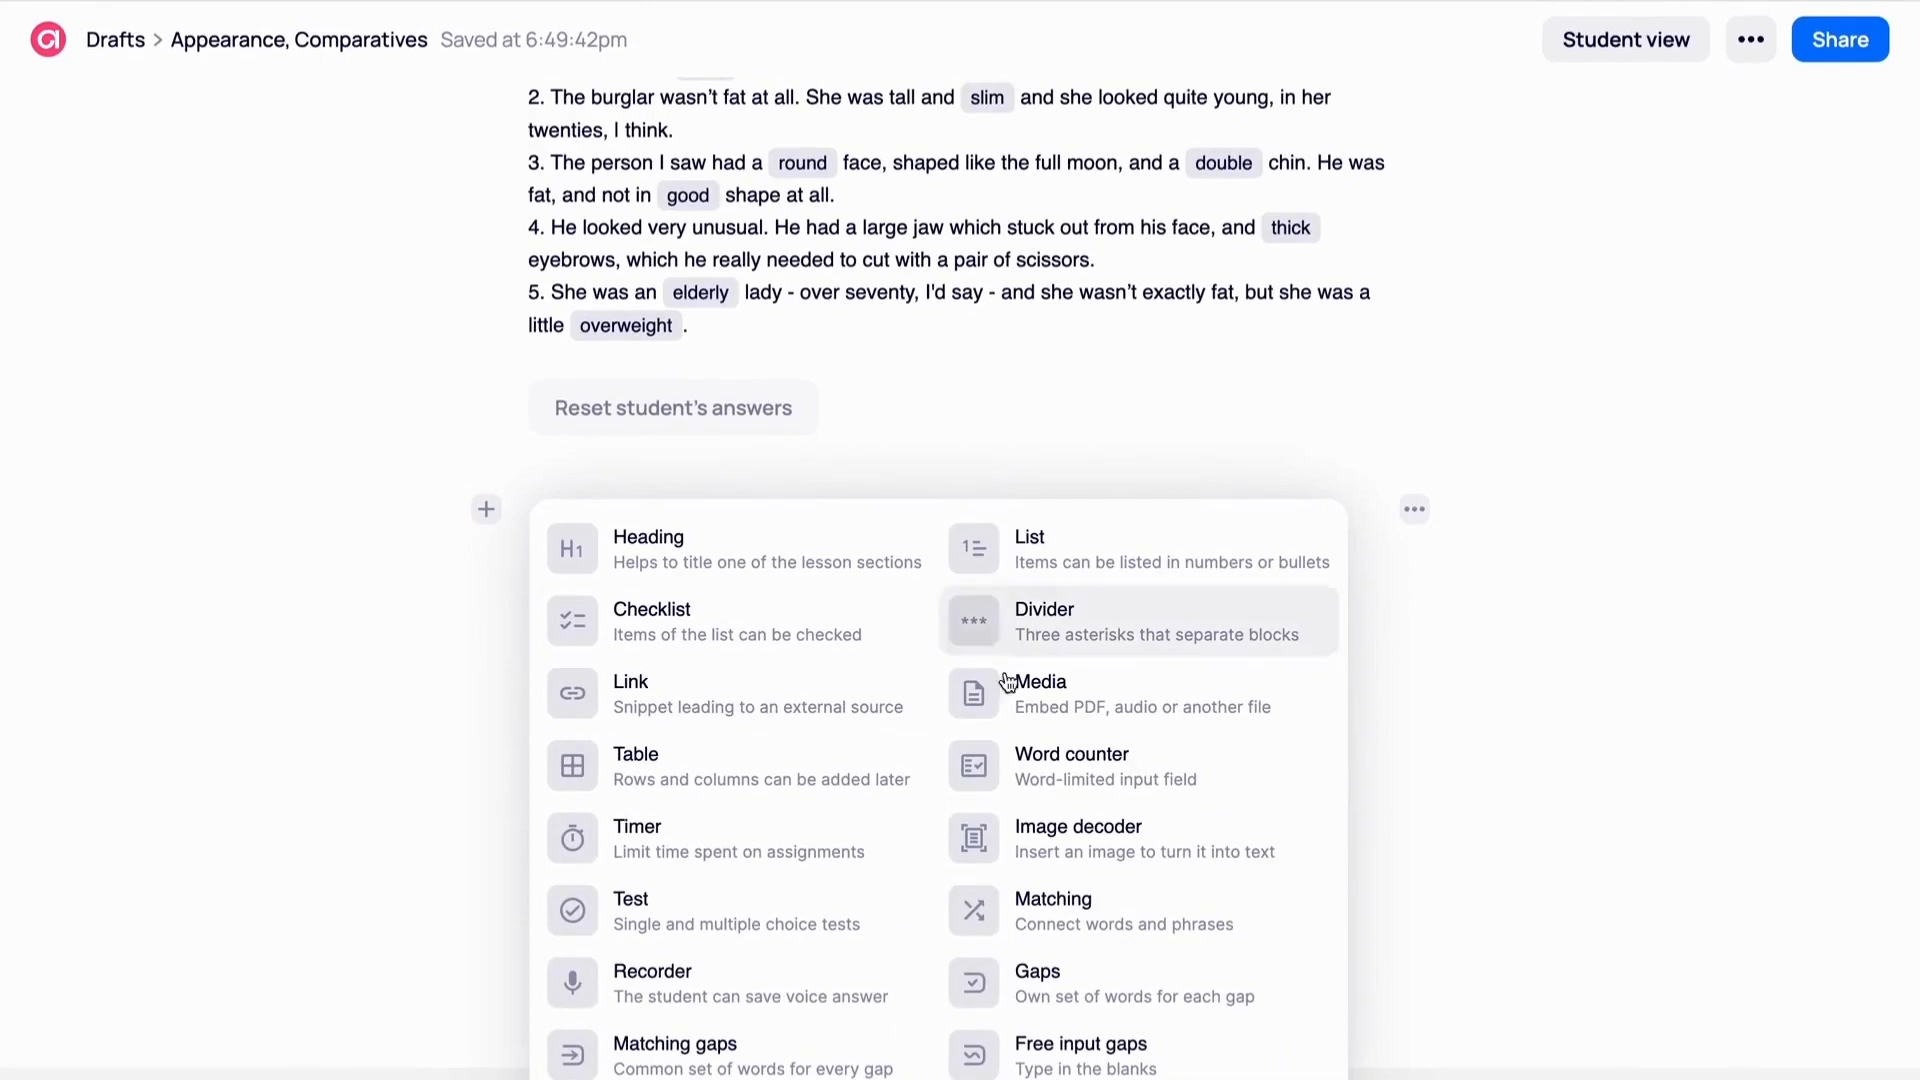 Drafts > Appearance, Comparatives Saved at 6:49:42pm
Student view ••• Share
2. The burglar wasn't fat at all. She was tall and slim and she looked quite young, in her
twenties, I think.
3. The person I saw had a round face, shaped like the full moon, and a double chin. He was
fat, and not in good shape at all.
4. He looked very unusual. He had a large jaw which stuck out from his face, and thick
eyebrows, which he really needed to cut with a pair of scissors.
5. She was an elderly lady - over seventy, I'd say - and she wasn't exactly fat, but she was a
little overweight .
Reset student's answers
H1 Heading
Helps to title one of the lesson sections
List
Items can be listed in numbers or bullets
Checklist
Items of the list can be checked
*** Divider
Three asterisks that separate blocks
Link
Snippet leading to an external source
Media
Embed PDF, audio or another file
Table
Rows and columns can be added later
Word counter
Word-limited input field
Timer
Limit time spent on assignments
Image decoder
Insert an image to turn it into text
Test
Single and multiple choice tests
Matching
Connect words and phrases
Recorder
The student can save voice answer
Gaps
Own set of words for each gap
Matching gaps
Common set of words for every gap
Free input gaps
Type in the blanks